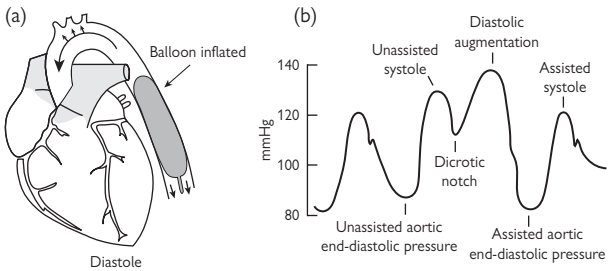 (a)
Balloon inflated
Diastole
(b)
Diastolic
augmentation
Unassisted
systole
Assisted
systole
mmHg
140
120
100
80
Dicrotic
notch
Unassisted aortic
end-diastolic pressure
Assisted aortic
end-diastolic pressure